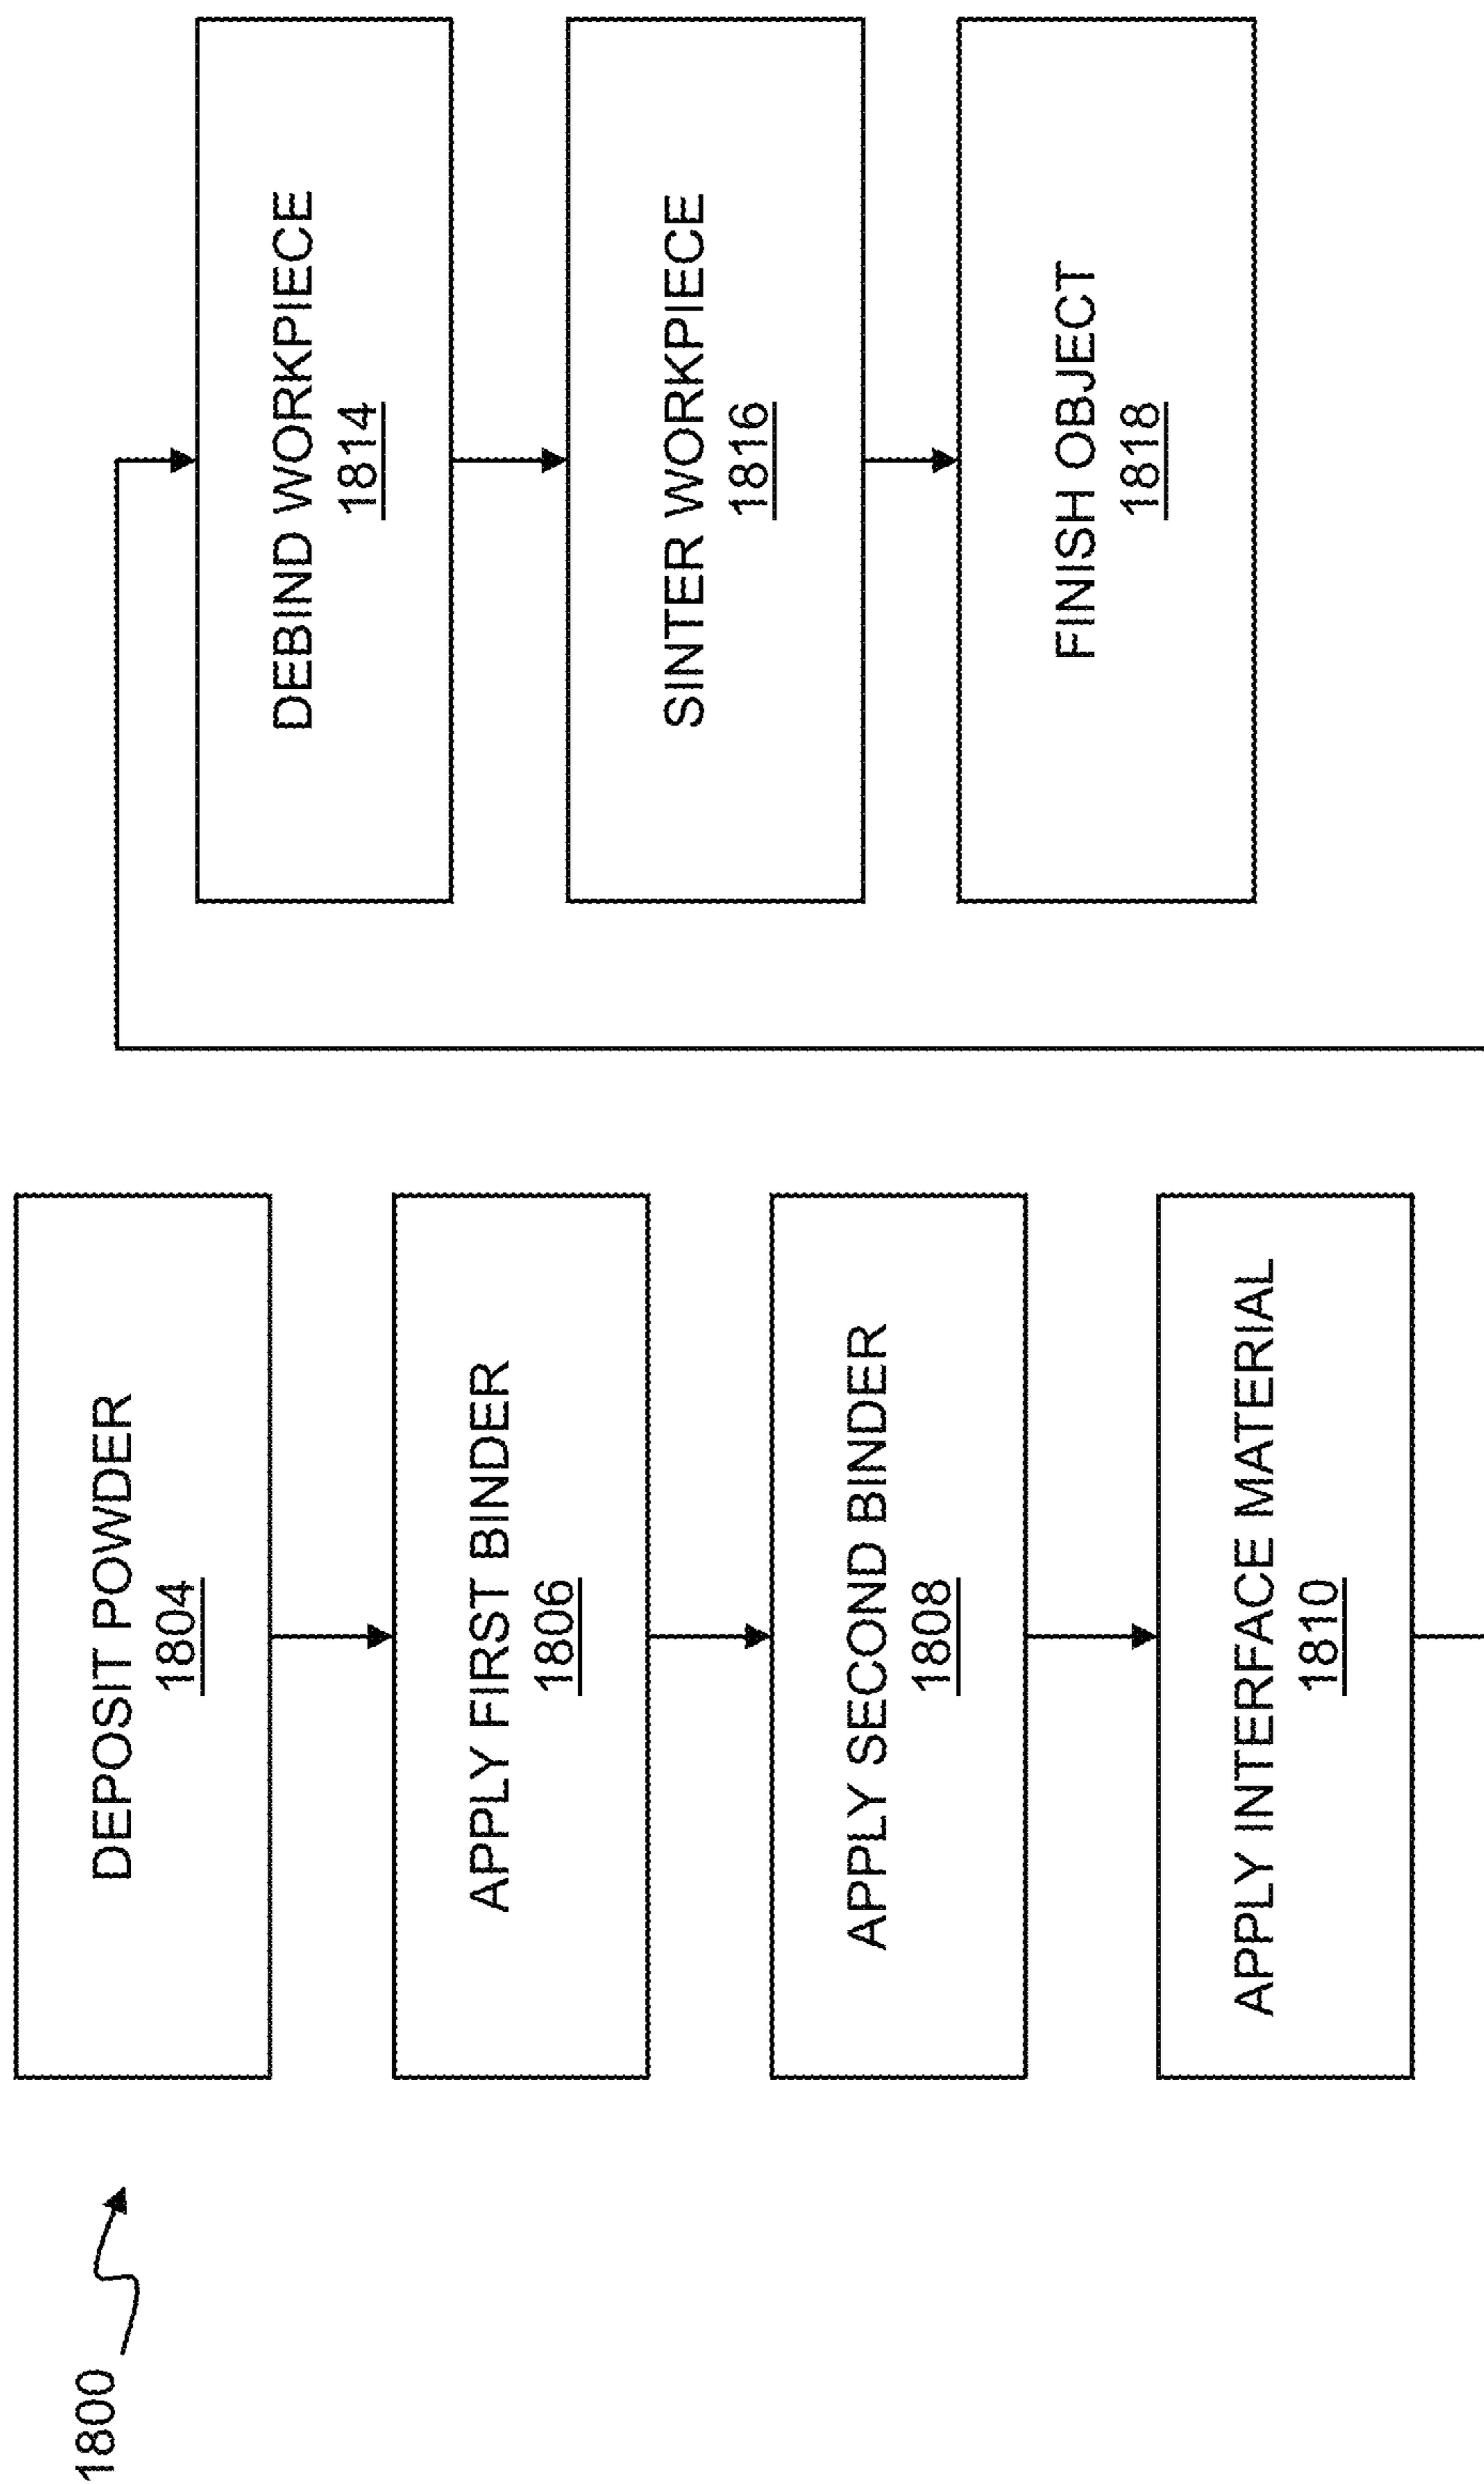 1800
DEPOSIT POWDER
1804
APPLY FIRST BINDER
1806
APPLY SECOND BINDER
1808
APPLY INTERFACE MATERIAL
1810
DEBIND WORKPIECE
1814
SINTER WORKPIECE
1816
FINISH OBJECT
1818